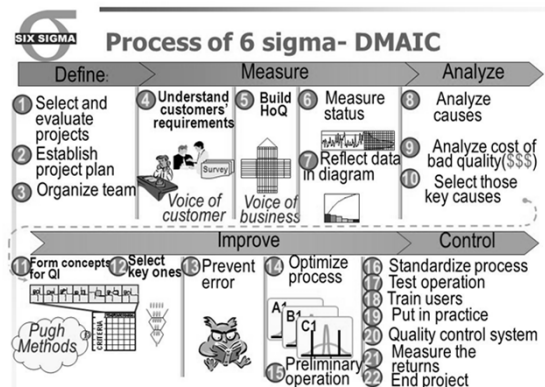 SIX SIGMA
Process of 6 sigma- DMAIC
Define:
Measure
Analyze
1 Select and
evaluate
projects
2 Establish
project plan
3 Organize team
4 Understand
customers'
requirements
Survey
Voice of
customer
5 Build
HoQ
Voice of
business
6 Measure
status
7 Reflect data
in diagram
8 Analyze
causes
9 Analyze cost of
bad quality($$$)
10 Select those
key causes
Improve
Control
11 Form concepts
for QI
12 Select
key ones
Pugh
Methods
CRITERIA
13 Prevent
error
14 Optimize
process
A1
B1
C1
15 Preliminary
operation
16 Standardize process
17 Test operation
18 Train users
19 Put in practice
20 Quality control system
21 Measure the
returns
22 End project